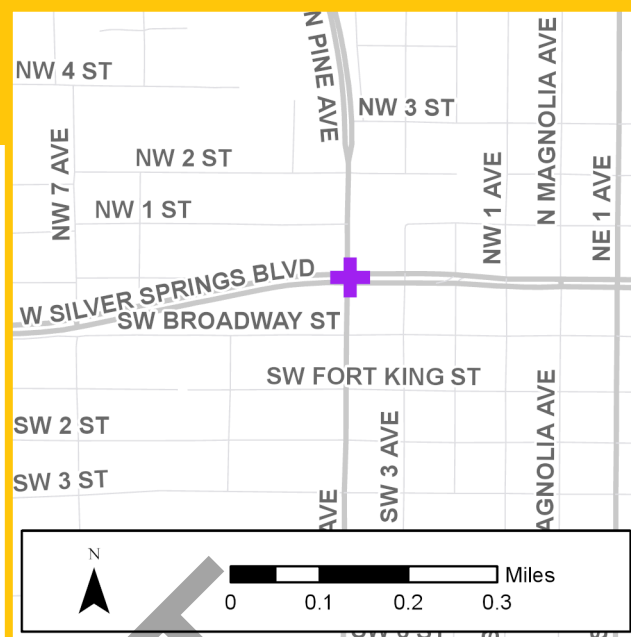 N PINE AVE
N MAGNOLIA AVE
NW 4 ST
NW 3 ST
NW 7 AVE
NW 2 ST
NW 1 AVE
NE 1 AVE
NW 1 ST
W SILVER SPRINGS BLVD
SW BROADWAY ST
SW FORT KING ST
AGNOLIA AVE
SW 2 ST
SW 3 AVE
SW 3 ST
AVE
N
Miles
0 0.1 0.2 0.3